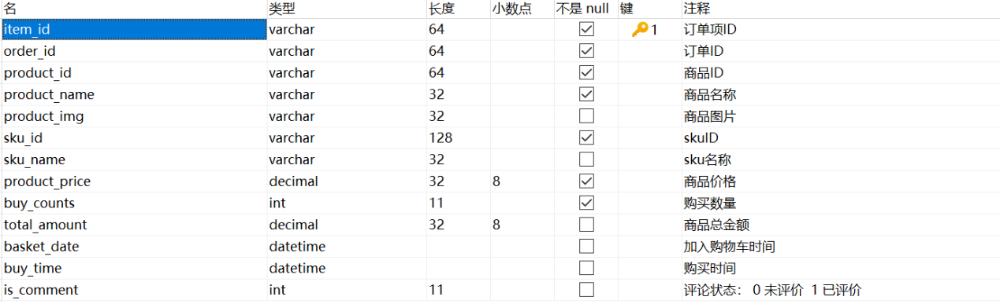 名 类型 长度 小数点 不是 null 键 注释
item_id varchar 64 1 订单项ID
order_id varchar 64 订单ID
product_id varchar 64 商品ID
product_name varchar 32 商品名称
product_img varchar 32 商品图片
sku_id varchar 128 skuID
sku_name varchar 32 sku名称
product_price decimal 32 8 商品价格
buy_counts int 11 购买数量
total_amount decimal 32 8 商品总金额
basket_date datetime 加入购物车时间
buy_time datetime 购买时间
is_comment int 11 评论状态： 0 未评价 1 已评价